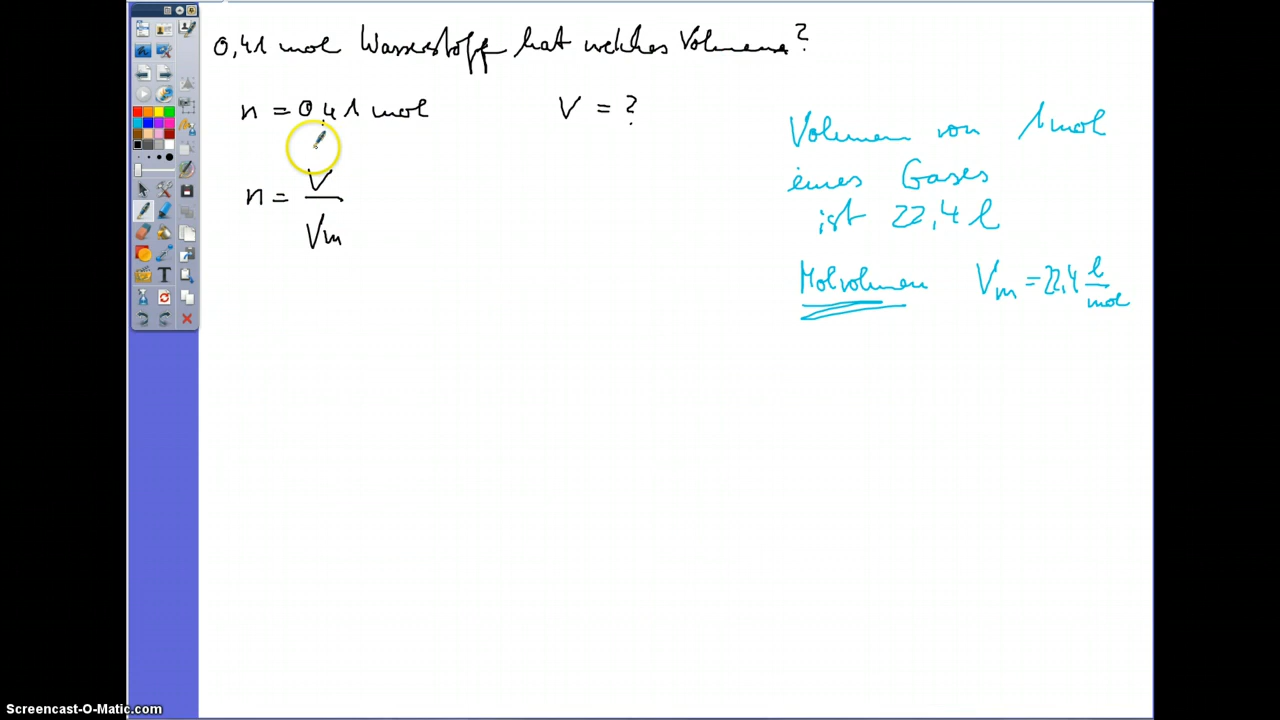 0,41 mol Wasserstoff hat welches Volumen?
n = 0,41 mol V = ?
n = V / Vm
Volumen von 1 mol
eines Gases
ist 22,4 l
Molvolumen Vm = 22,4 l/mol
T
Screencast-O-Matic.com